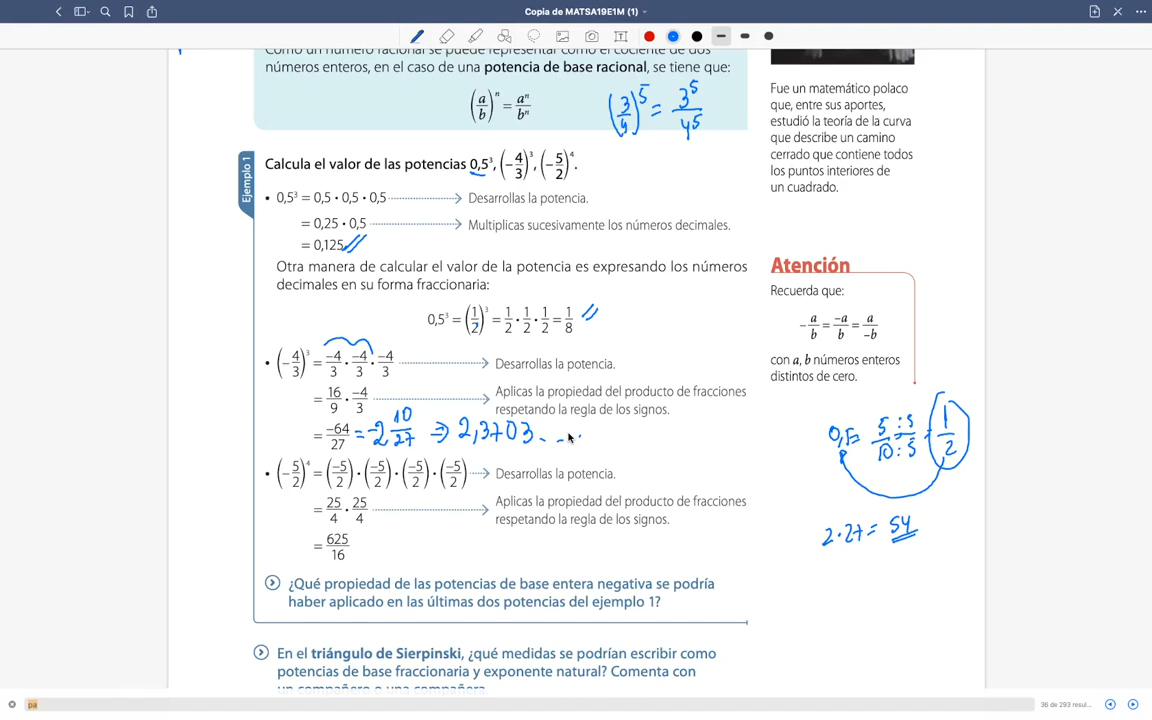 Copia de MATSA19E1M (1)
Como un número racional se puede representar como el cociente de dos
números enteros, en el caso de una potencia de base racional, se tiene que:
(a/b)^n = a^n/b^n
(3/4)^5 = 3^5/4^5
Ejemplo 1
Calcula el valor de las potencias 0,5³, (-4/3)³, (-5/2)⁴.
• 0,5³ = 0,5 • 0,5 • 0,5 Desarrollas la potencia.
= 0,25 • 0,5 Multiplicas sucesivamente los números decimales.
= 0,125
Otra manera de calcular el valor de la potencia es expresando los números
decimales en su forma fraccionaria:
0,5³ = (1/2)³ = 1/2 • 1/2 • 1/2 = 1/8
• (-4/3)³ = -4/3 • -4/3 • -4/3 Desarrollas la potencia.
= 16/9 • -4/3 Aplicas la propiedad del producto de fracciones
respetando la regla de los signos.
= -64/27 = -2 10/27 ⇒ 2,3703...
• (-5/2)⁴ = (-5/2) • (-5/2) • (-5/2) • (-5/2) Desarrollas la potencia.
= 25/4 • 25/4 Aplicas la propiedad del producto de fracciones
respetando la regla de los signos.
= 625/16
¿Qué propiedad de las potencias de base entera negativa se podría
haber aplicado en las últimas dos potencias del ejemplo 1?
En el triángulo de Sierpinski, ¿qué medidas se podrían escribir como
potencias de base fraccionaria y exponente natural? Comenta con
un compañero o una compañera.
Fue un matemático polaco
que, entre sus aportes,
estudió la teoría de la curva
que describe un camino
cerrado que contiene todos
los puntos interiores de
un cuadrado.
Atención
Recuerda que:
-a/b = -a/b = a/-b
con a, b números enteros
distintos de cero.
0,5 = 5:5/10:5 = 1/2
2·27 = 54
pa
36 de 293 resul...